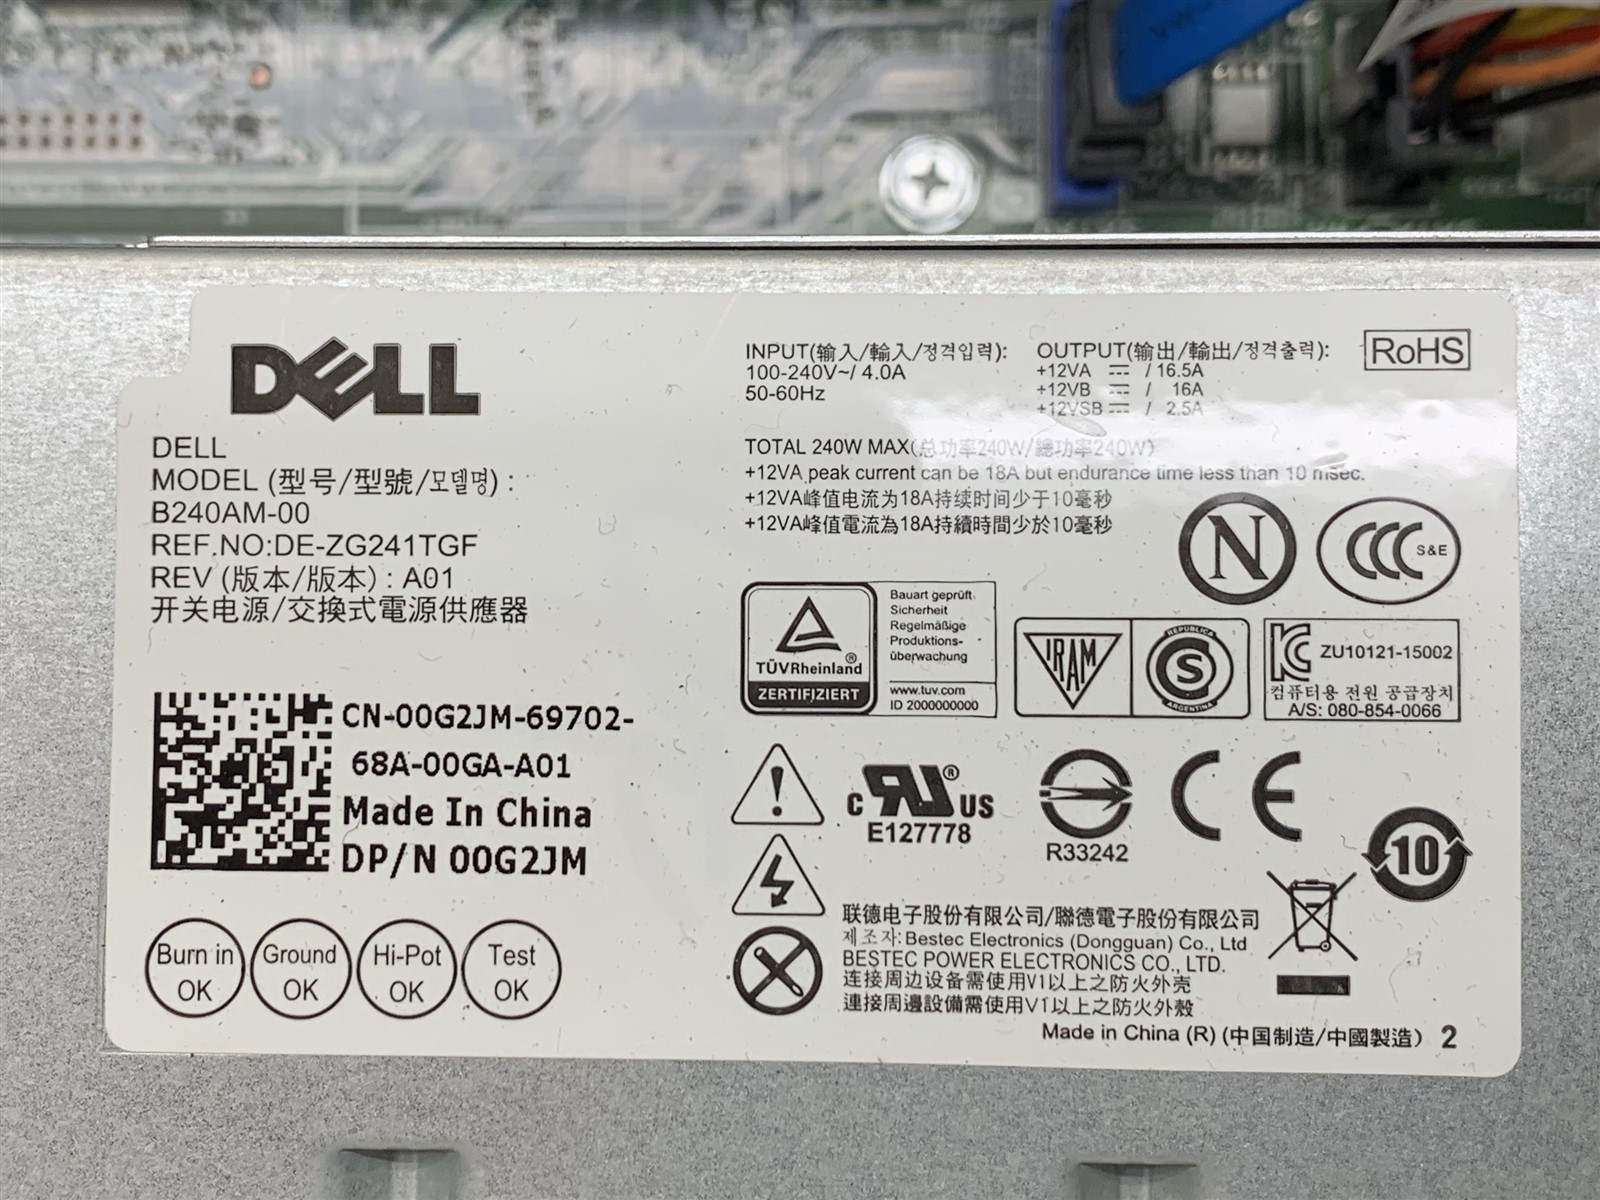 DELL
DELL
MODEL (型号/型號/모델명) :
B240AM-00
REF.NO:DE-ZG241TGF
REV (版本/版本) : A01
开关电源/交換式電源供應器
CN-00G2JM-69702-
68A-00GA-A01
Made In China
DP/N 00G2JM
Burn in
OK
Ground
OK
Hi-Pot
OK
Test
OK
INPUT(输入/輸入/정격입력):
100-240V~/ 4.0A
50-60Hz
OUTPUT(输出/輸出/정격출력):
+12VA ⎓ / 16.5A
+12VB ⎓ / 16A
+12VSB ⎓ / 2.5A
RoHS
TOTAL 240W MAX(总功率240W/總功率240W)
+12VA peak current can be 18A but endurance time less than 10 msec.
+12VA峰值电流为18A持续时间少于10毫秒
+12VA峰值電流為18A持續時間少於10毫秒
N
CCC S&E
TÜVRheinland®
ZERTIFIZIERT
Bauart geprüft
Sicherheit
Regelmäßige
Produktions-
überwachung
www.tuv.com
ID 2000000000
IRAM
REPUBLICA
S
ARGENTINA
KC
ZU10121-15002
컴퓨터용 전원 공급장치
A/S: 080-854-0066
c RU® US
E127778
R33242
CE
10
联德电子股份有限公司/聯德電子股份有限公司
제조자: Bestec Electronics (Dongguan) Co., Ltd
BESTEC POWER ELECTRONICS CO., LTD.
连接周边设备需使用V1以上之防火外壳
連接周邊設備需使用V1以上之防火外殼
Made in China (R) (中国制造/中國製造) 2